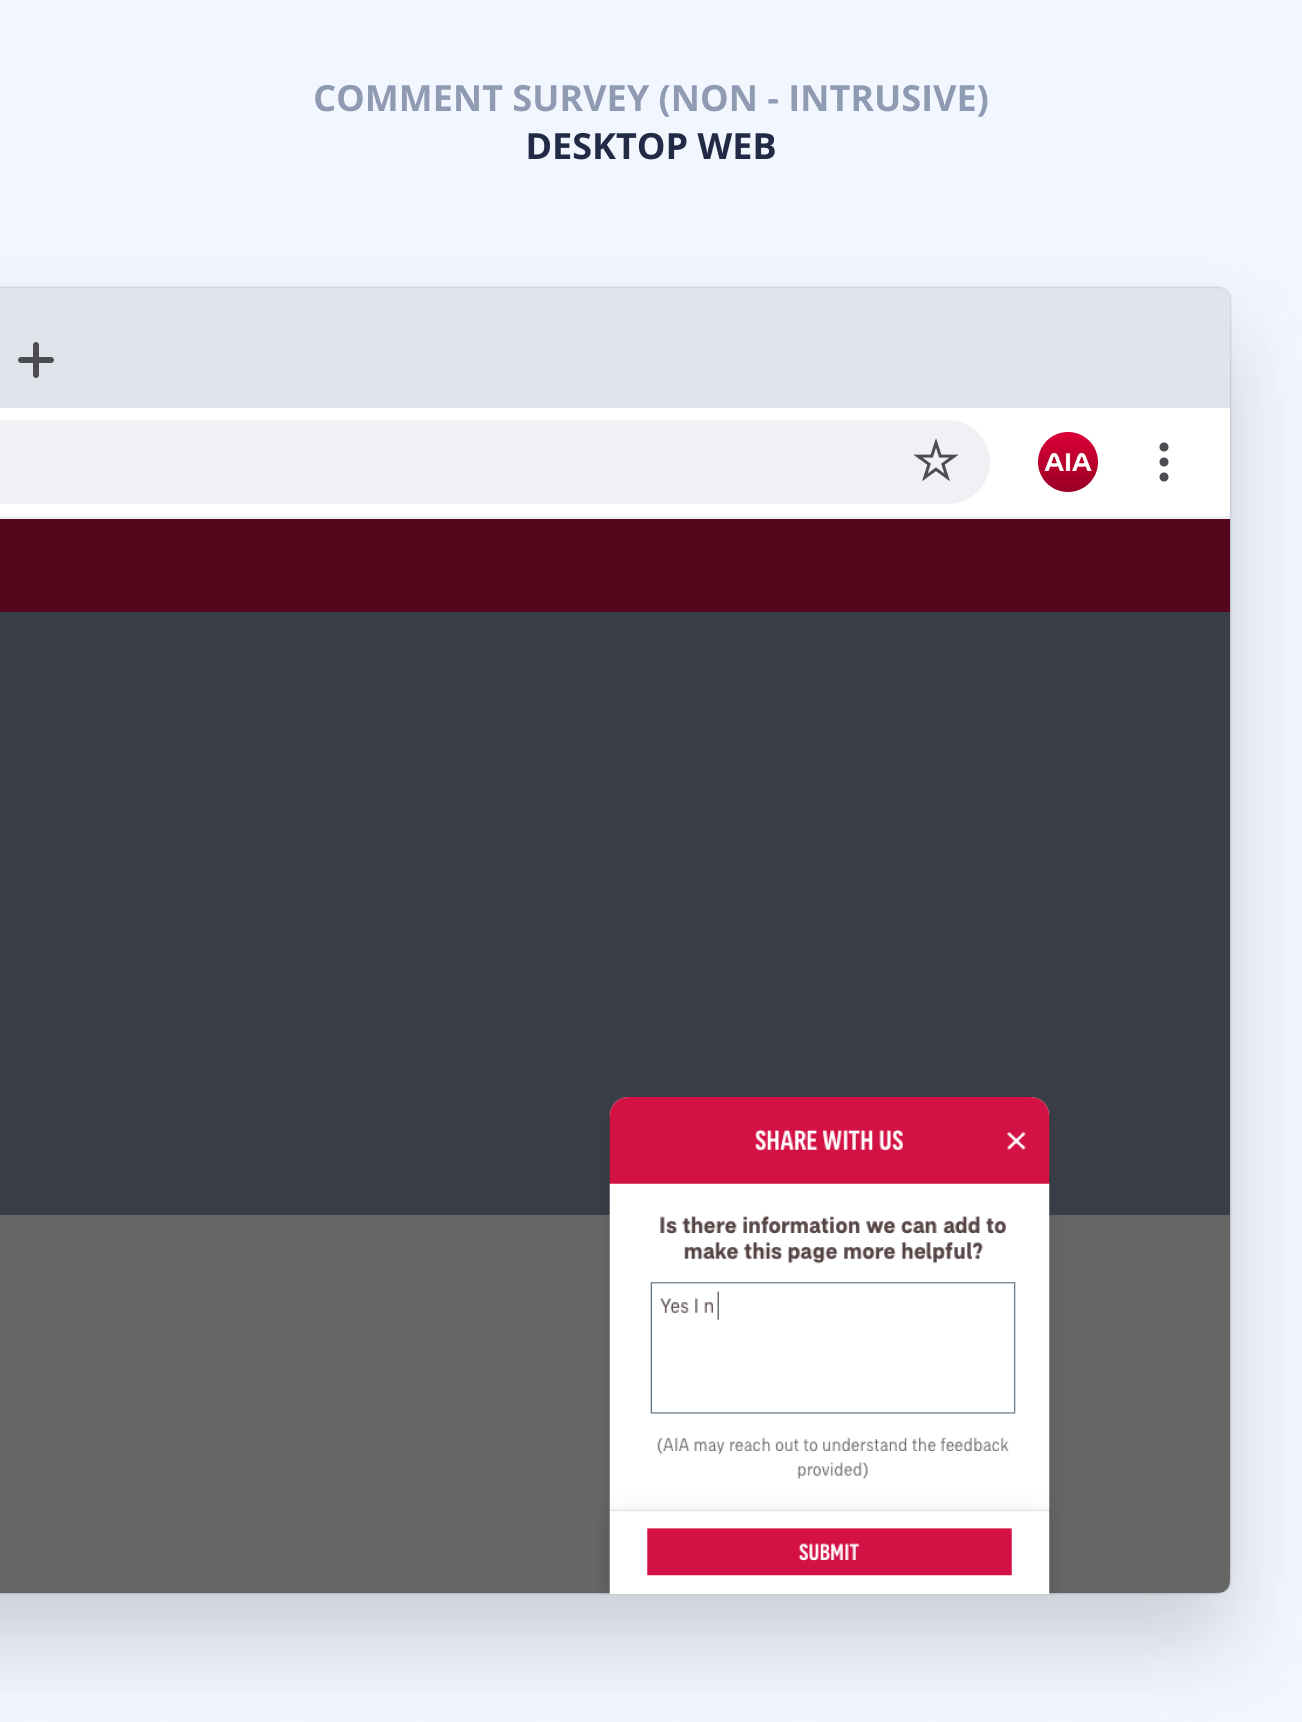 COMMENT SURVEY (NON - INTRUSIVE)
DESKTOP WEB
AIA
SHARE WITH US
Is there information we can add to
make this page more helpful?
Yes I n
(AIA may reach out to understand the feedback
provided)
SUBMIT